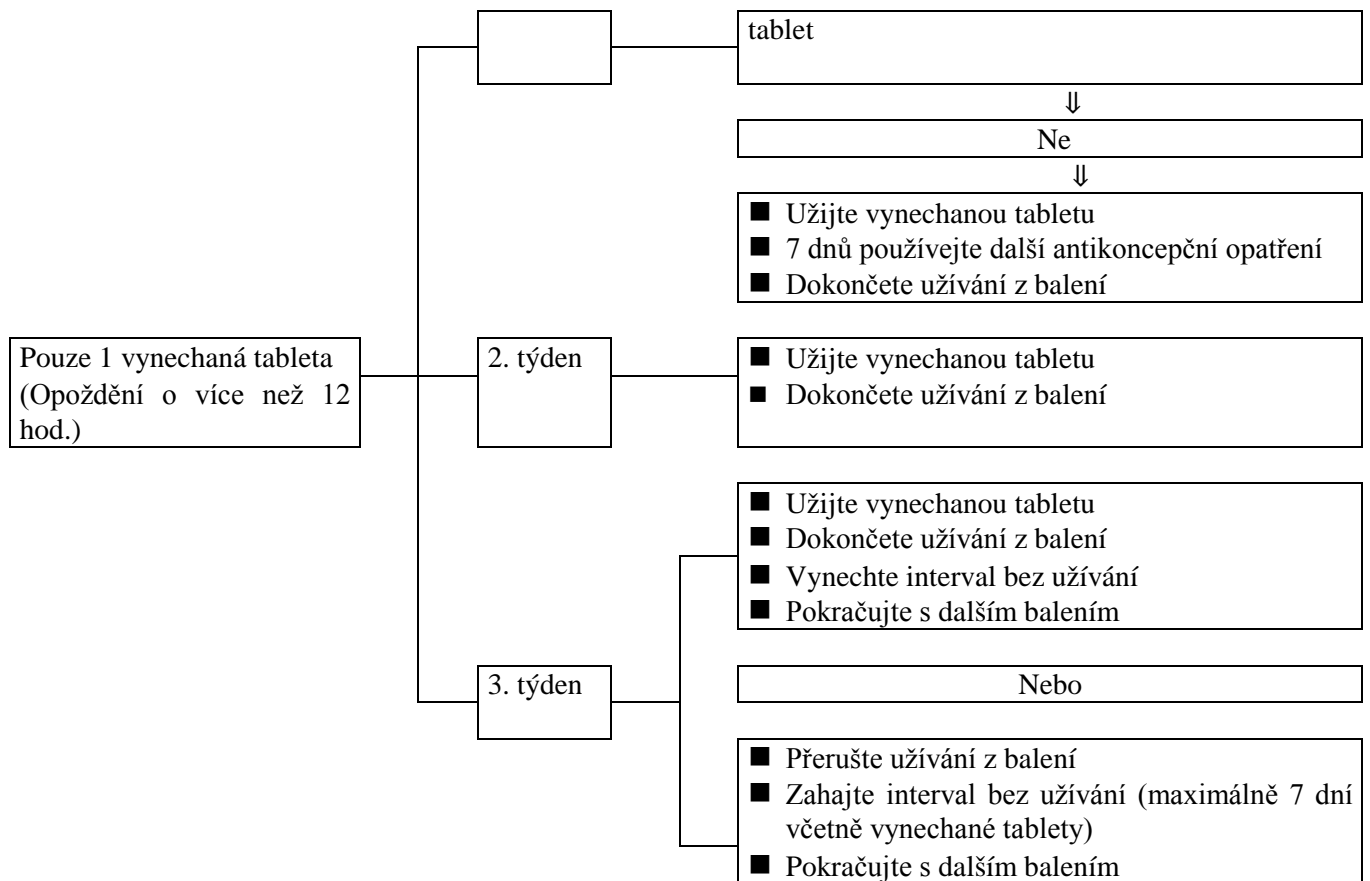 tablet
⇓
Ne
⇓
■ Užijte vynechanou tabletu
■ 7 dnů používejte další antikoncepční opatření
■ Dokončete užívání z balení
Pouze 1 vynechaná tableta
(Opoždění o více než 12
hod.)
2. týden
■ Užijte vynechanou tabletu
■ Dokončete užívání z balení
■ Užijte vynechanou tabletu
■ Dokončete užívání z balení
■ Vynechte interval bez užívání
■ Pokračujte s dalším balením
3. týden
Nebo
■ Přerušte užívání z balení
■ Zahajte interval bez užívání (maximálně 7 dní
včetně vynechané tablety)
■ Pokračujte s dalším balením